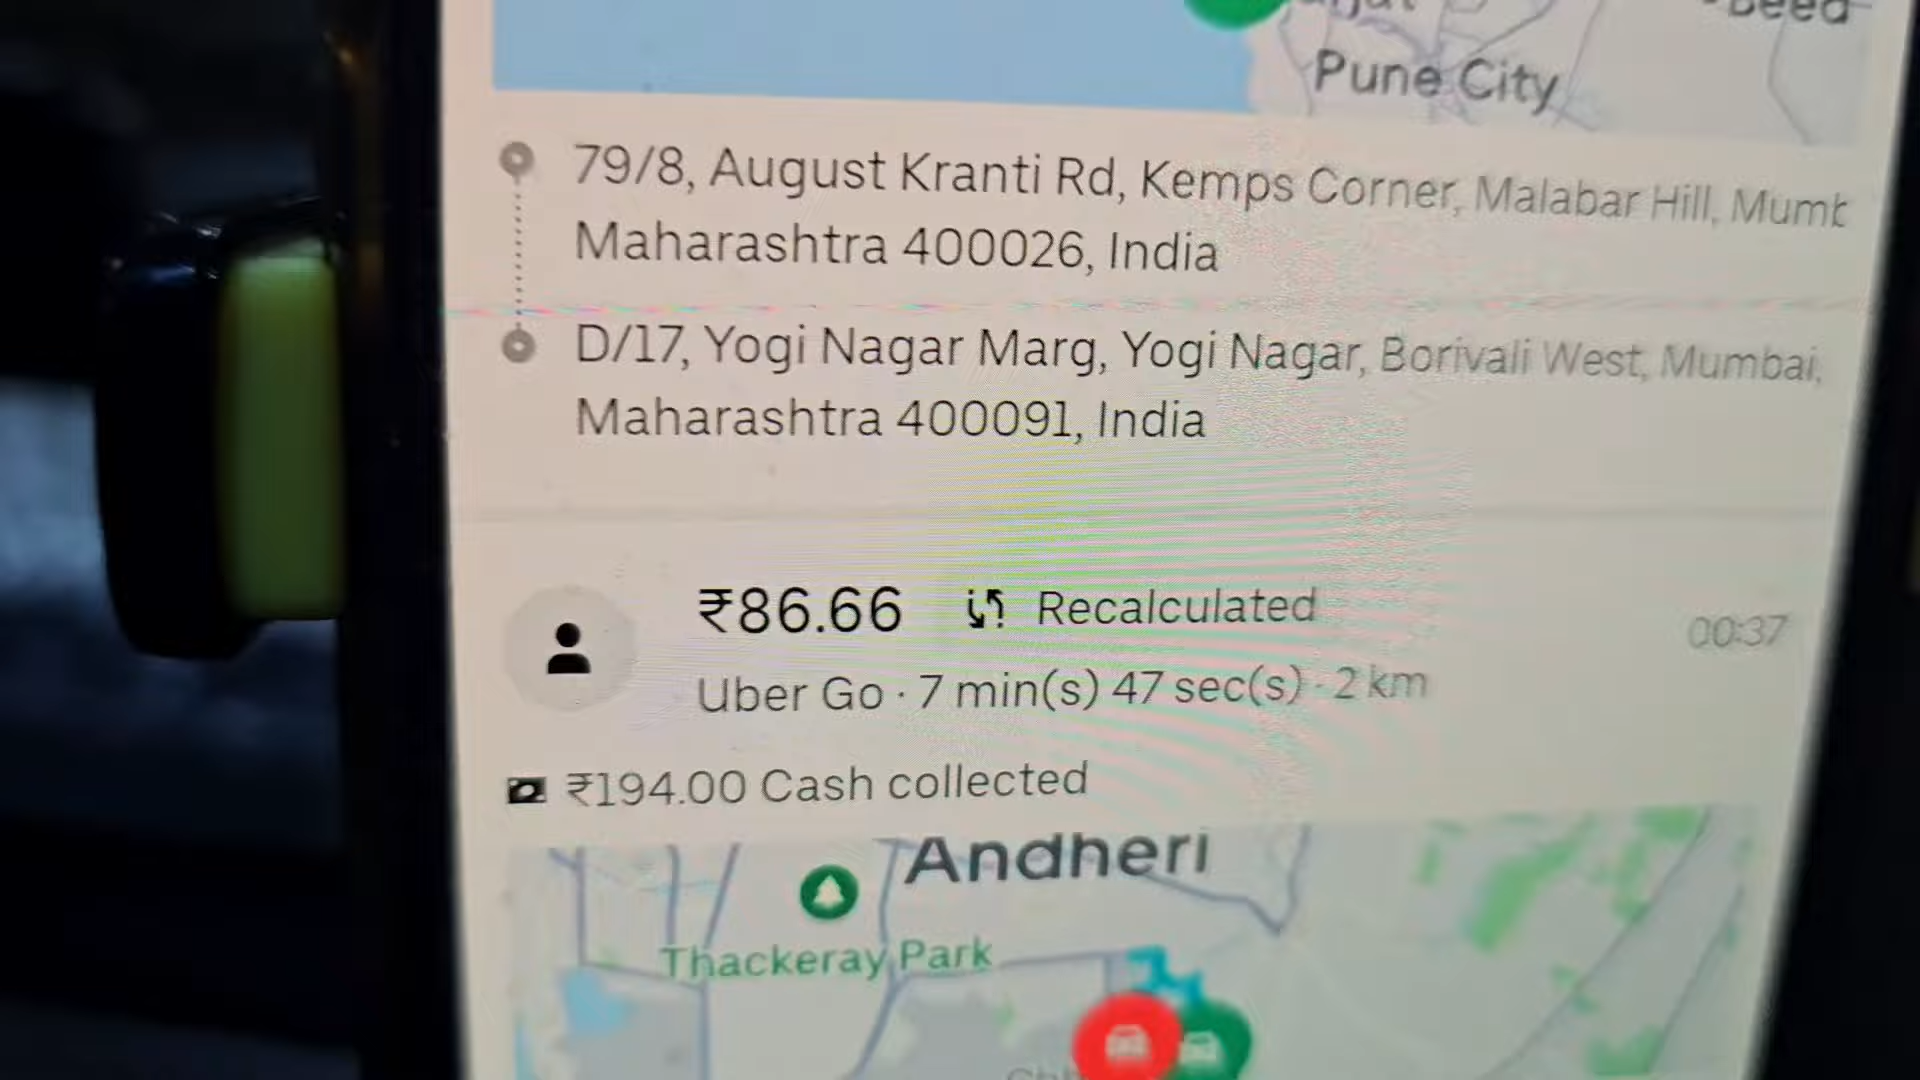 Beed
Pune City
79/8, August Kranti Rd, Kemps Corner, Malabar Hill,
Maharashtra 400026, India
D/17, Yogi Nagar Marg, Yogi Nagar, Borivali West, Mumbai,
Maharashtra 400091, India
₹86.66 Recalculated
00:37
Uber Go · 7 min(s) 47 sec(s) · 2 km
₹194.00 Cash collected
Andheri
Thackeray Park